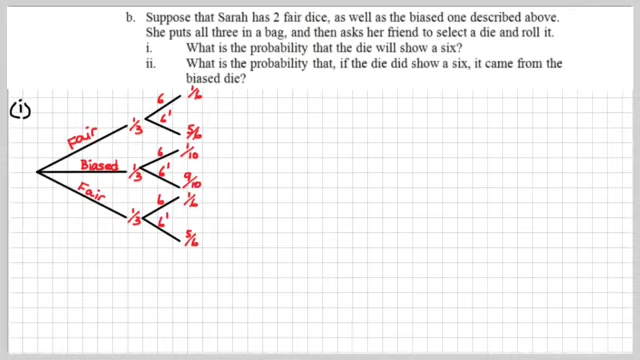 b. Suppose that Sarah has 2 fair dice, as well as the biased one described above.
She puts all three in a bag, and then asks her friend to select a die and roll it.
i. What is the probability that the die will show a six?
ii. What is the probability that, if the die did show a six, it came from the
biased die?
(i)
Fair 1/3 6 1/6
6' 5/6
Biased 1/3 6 1/10
6' 9/10
Fair 1/3 6 1/6
6' 5/6